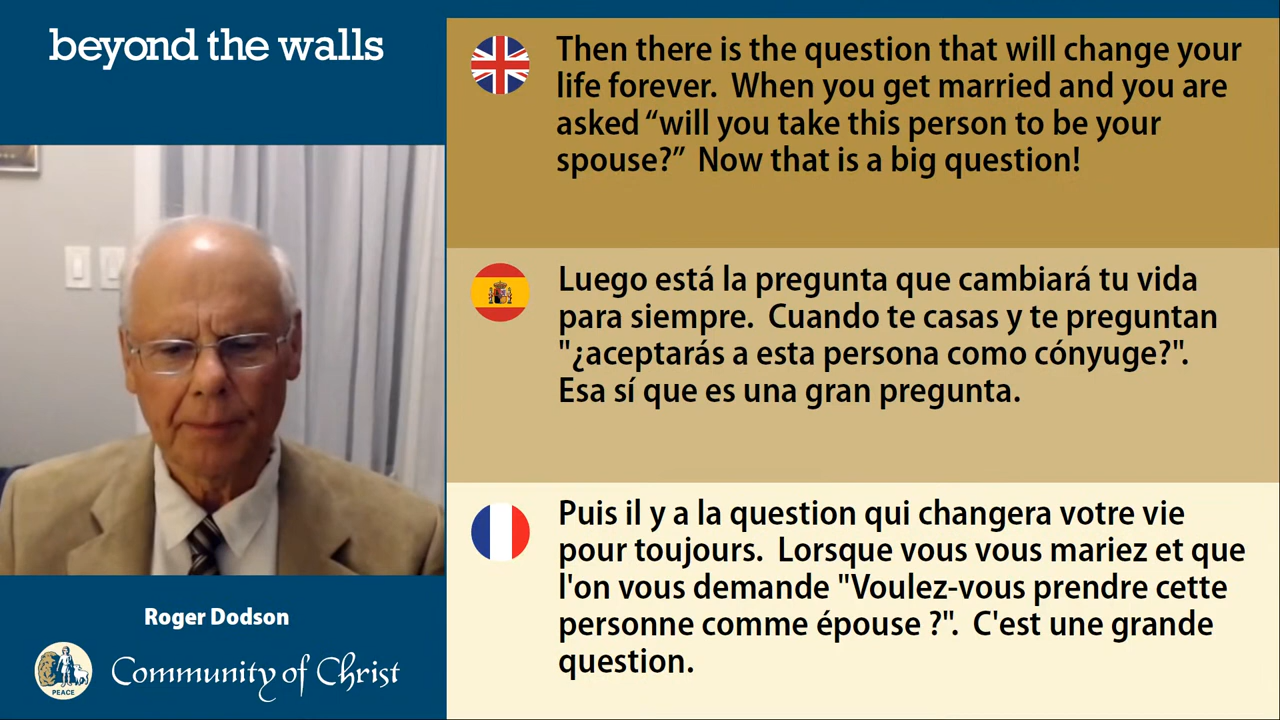 beyond the walls
Then there is the question that will change your
life forever.  When you get married and you are
asked “will you take this person to be your
spouse?”  Now that is a big question!
Luego está la pregunta que cambiará tu vida
para siempre.  Cuando te casas y te preguntan
"¿aceptarás a esta persona como cónyuge?".
Esa sí que es una gran pregunta.
Puis il y a la question qui changera votre vie
pour toujours.  Lorsque vous vous mariez et que
l'on vous demande "Voulez-vous prendre cette
personne comme épouse ?".  C'est une grande
question.
Roger Dodson
PEACE
Community of Christ